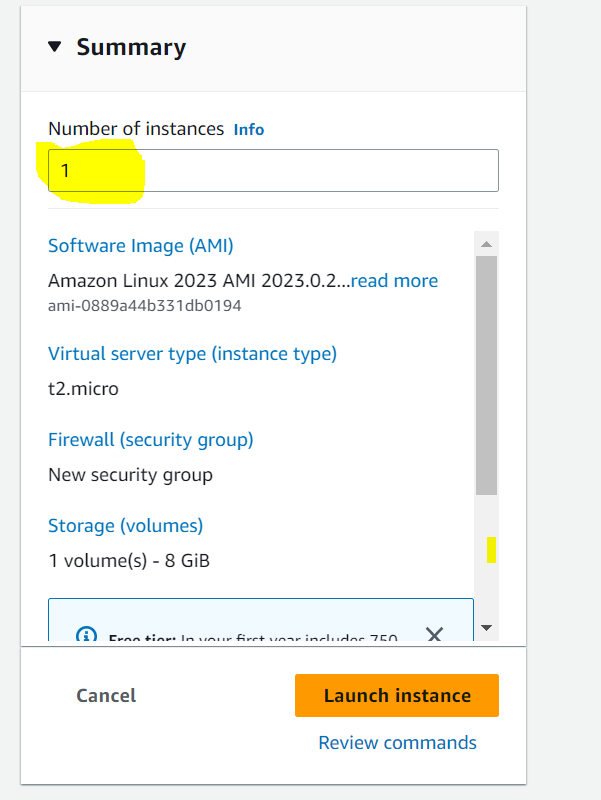 Summary
Number of instances Info
1
Software Image (AMI)
Amazon Linux 2023 AMI 2023.0.2...read more
ami-0889a44b331db0194
Virtual server type (instance type)
t2.micro
Firewall (security group)
New security group
Storage (volumes)
1 volume(s) - 8 GiB
Free tier: In your first year includes 750
Cancel
Launch instance
Review commands